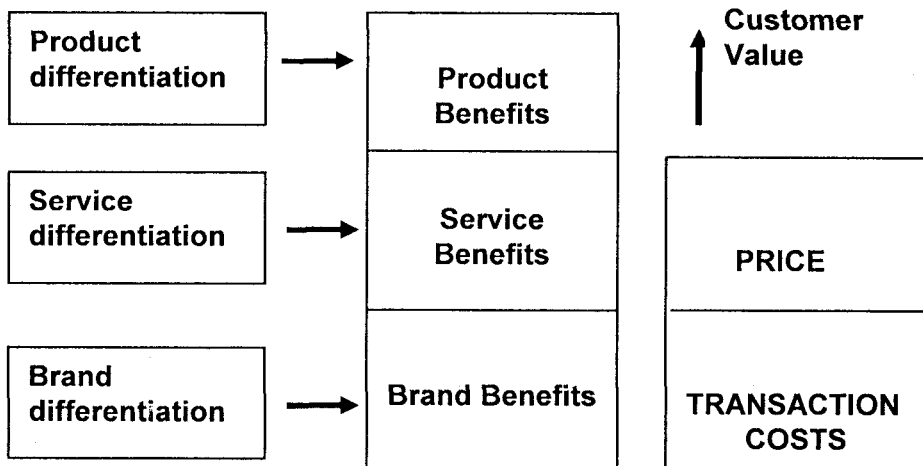 Product
differentiation
Service
differentiation
Brand
differentiation
Product
Benefits
Service
Benefits
Brand Benefits
Customer
Value
PRICE
TRANSACTION
COSTS